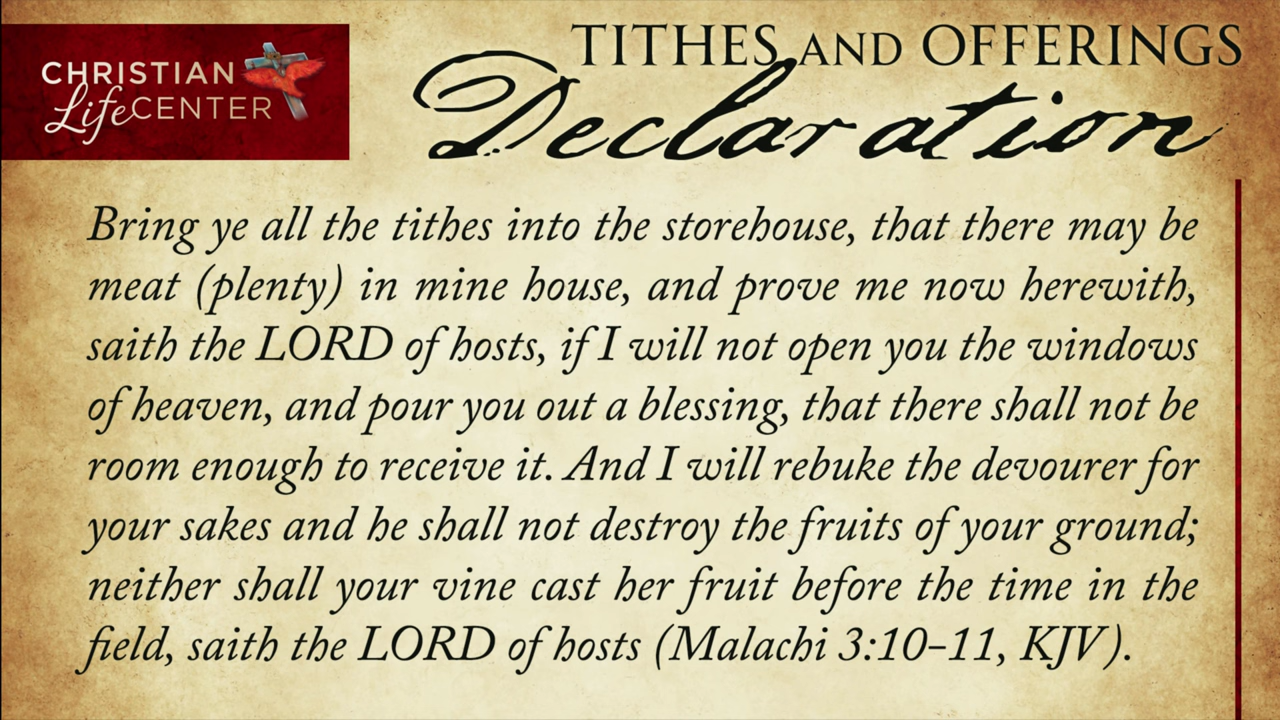 CHRISTIAN
LifeCENTER
TITHES AND OFFERINGS
Declaration
Bring ye all the tithes into the storehouse, that there may be
meat (plenty) in mine house, and prove me now herewith,
saith the LORD of hosts, if I will not open you the windows
of heaven, and pour you out a blessing, that there shall not be
room enough to receive it. And I will rebuke the devourer for
your sakes and he shall not destroy the fruits of your ground;
neither shall your vine cast her fruit before the time in the
field, saith the LORD of hosts (Malachi 3:10–11, KJV).